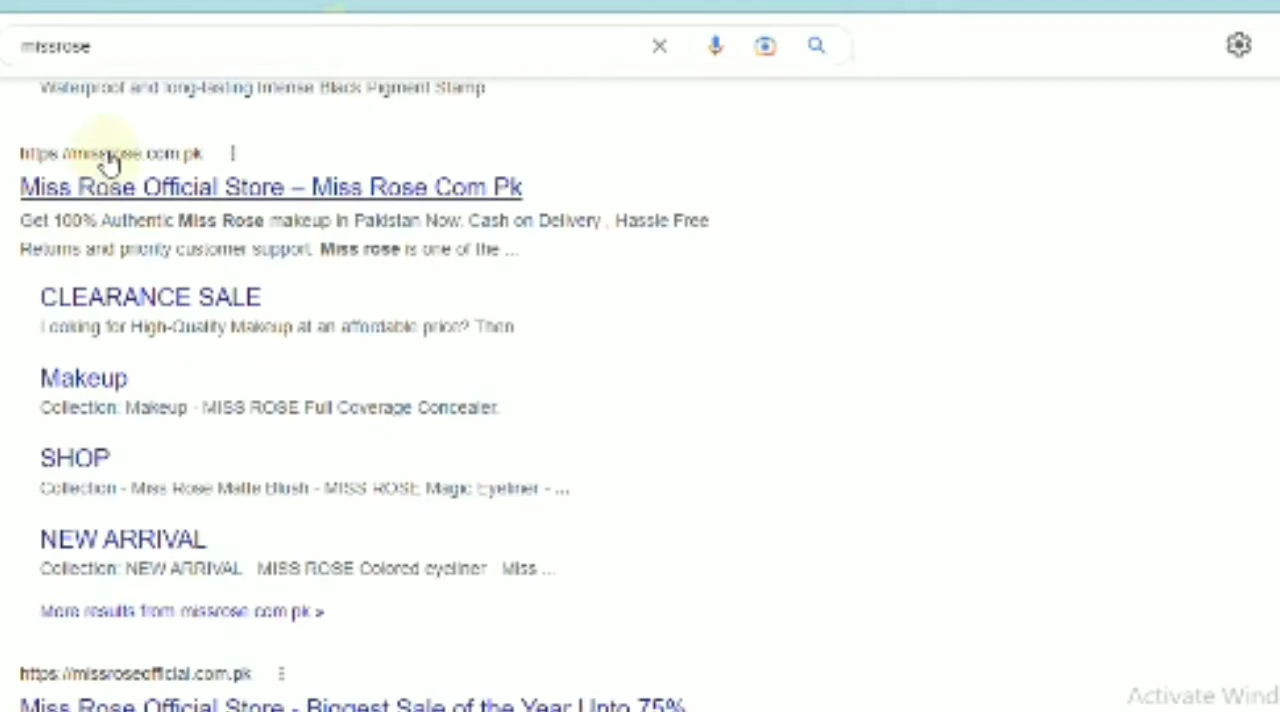 missrose
Waterproof and long-lasting Intense Black Pigment Stamp
https://missrose.com.pk
Miss Rose Official Store – Miss Rose Com Pk
Get 100% Authentic Miss Rose makeup in Pakistan Now. Cash on Delivery , Hassle Free
Returns and priority customer support. Miss rose is one of the ...
CLEARANCE SALE
Looking for High-Quality Makeup at an affordable price? Then
Makeup
Collection: Makeup · MISS ROSE Full Coverage Concealer.
SHOP
Collection - Miss Rose Matte Blush - MISS ROSE Magic Eyeliner - ...
NEW ARRIVAL
Collection: NEW ARRIVAL · MISS ROSE Colored eyeliner · Miss ...
More results from missrose.com.pk »
https://missroseofficial.com.pk
Miss Rose Official Store - Biggest Sale of the Year Upto 75%
Activate Wind